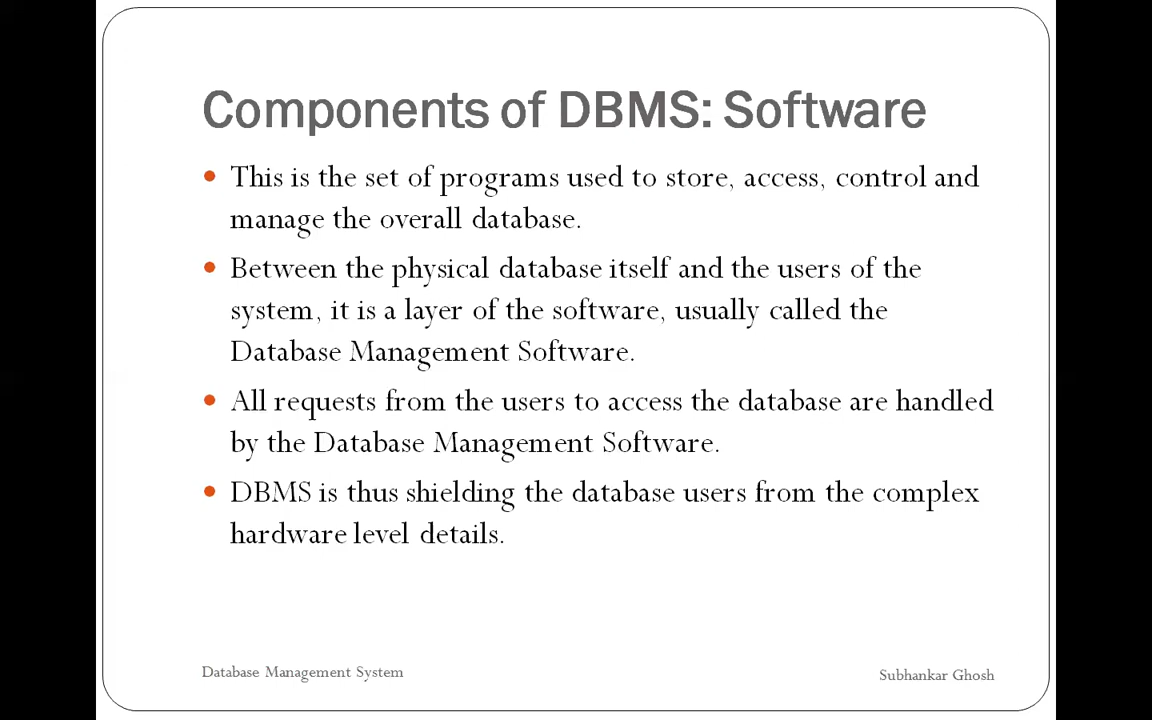 Components of DBMS: Software
• This is the set of programs used to store, access, control and
manage the overall database.
• Between the physical database itself and the users of the
system, it is a layer of the software, usually called the
Database Management Software.
• All requests from the users to access the database are handled
by the Database Management Software.
• DBMS is thus shielding the database users from the complex
hardware level details.
Database Management System
Subhankar Ghosh